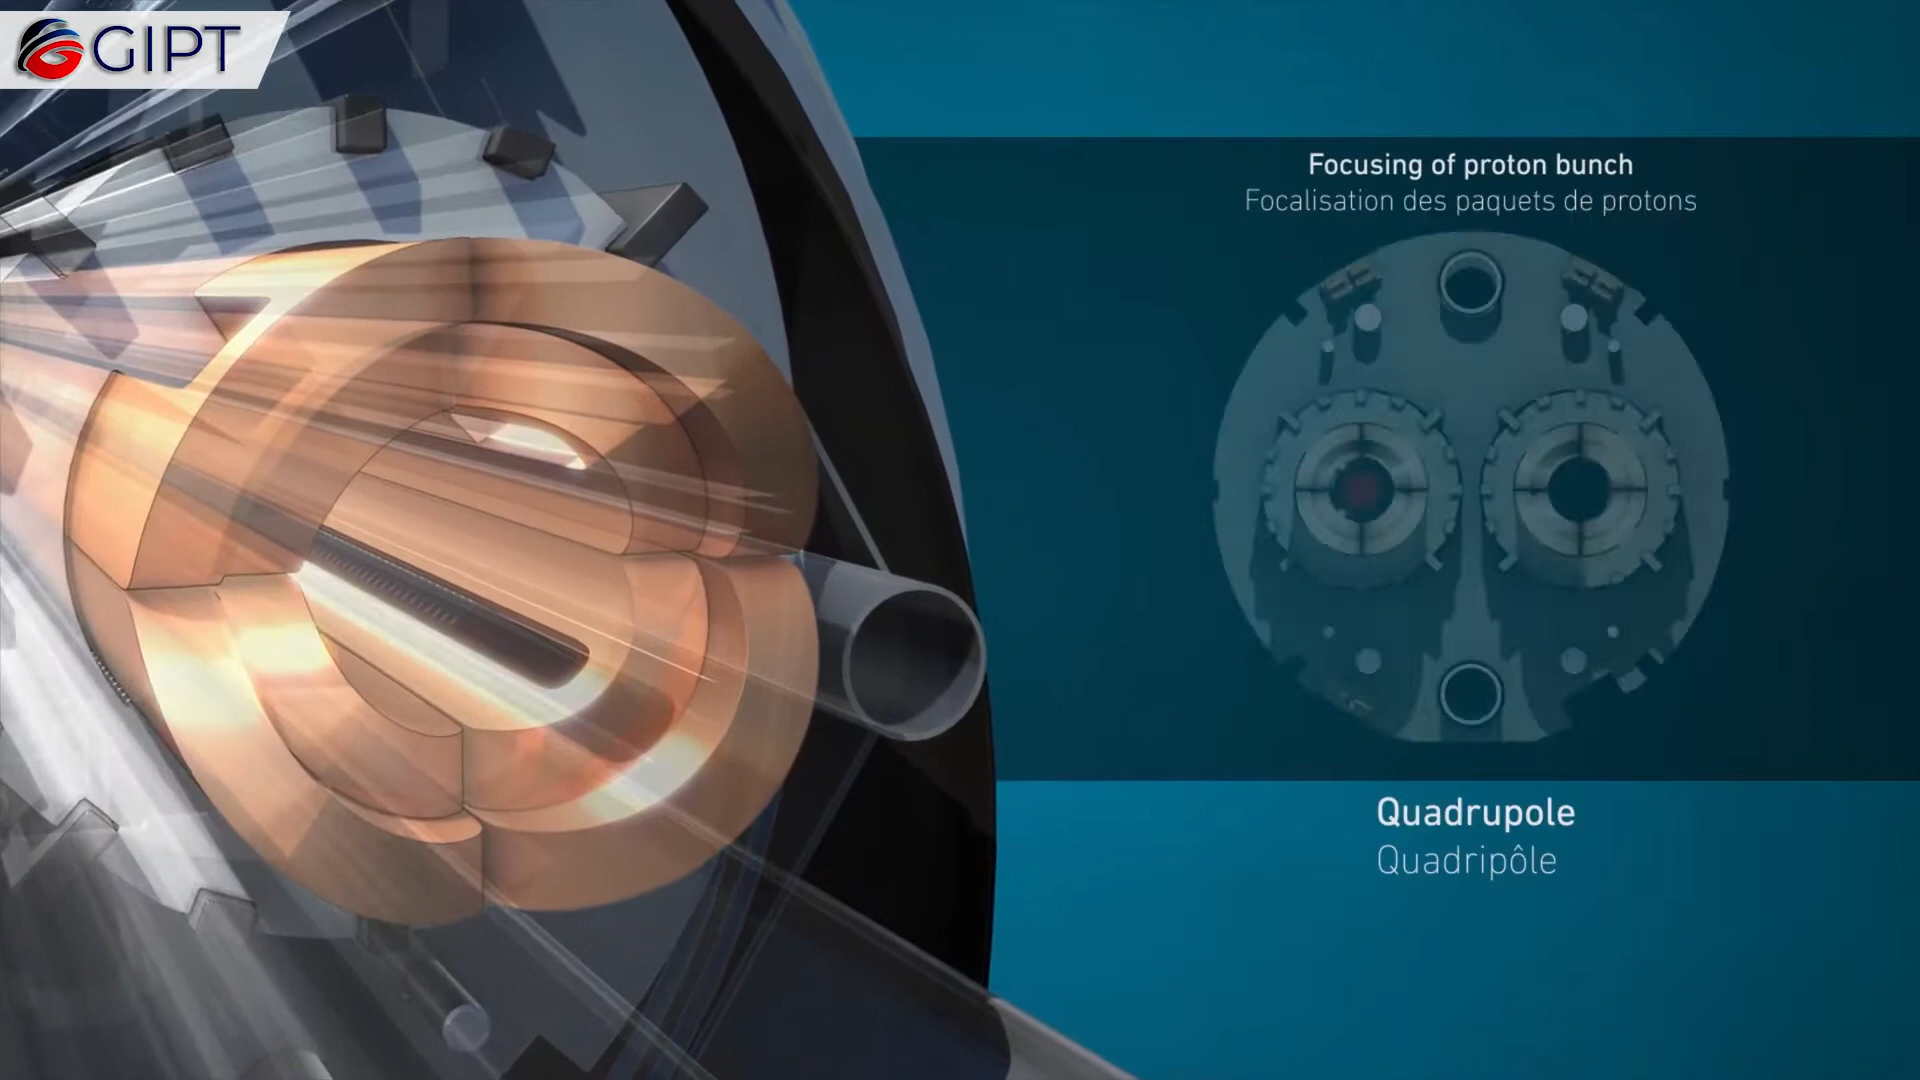 GIPT
Focusing of proton bunch
Focalisation des paquets de protons
Quadrupole
Quadripôle